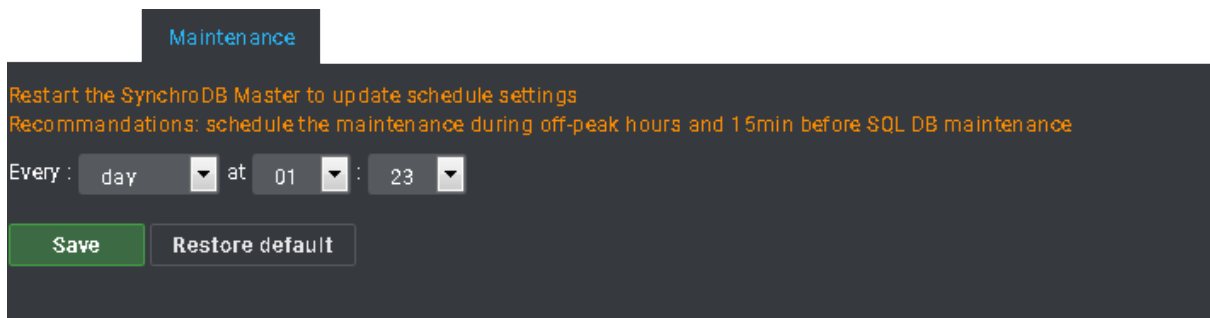 Maintenance
Restart the SynchroDB Master to update schedule settings
Recommandations: schedule the maintenance during off-peak hours and 15min before SQL DB maintenance
Every : day at 01 : 23
Save Restore default